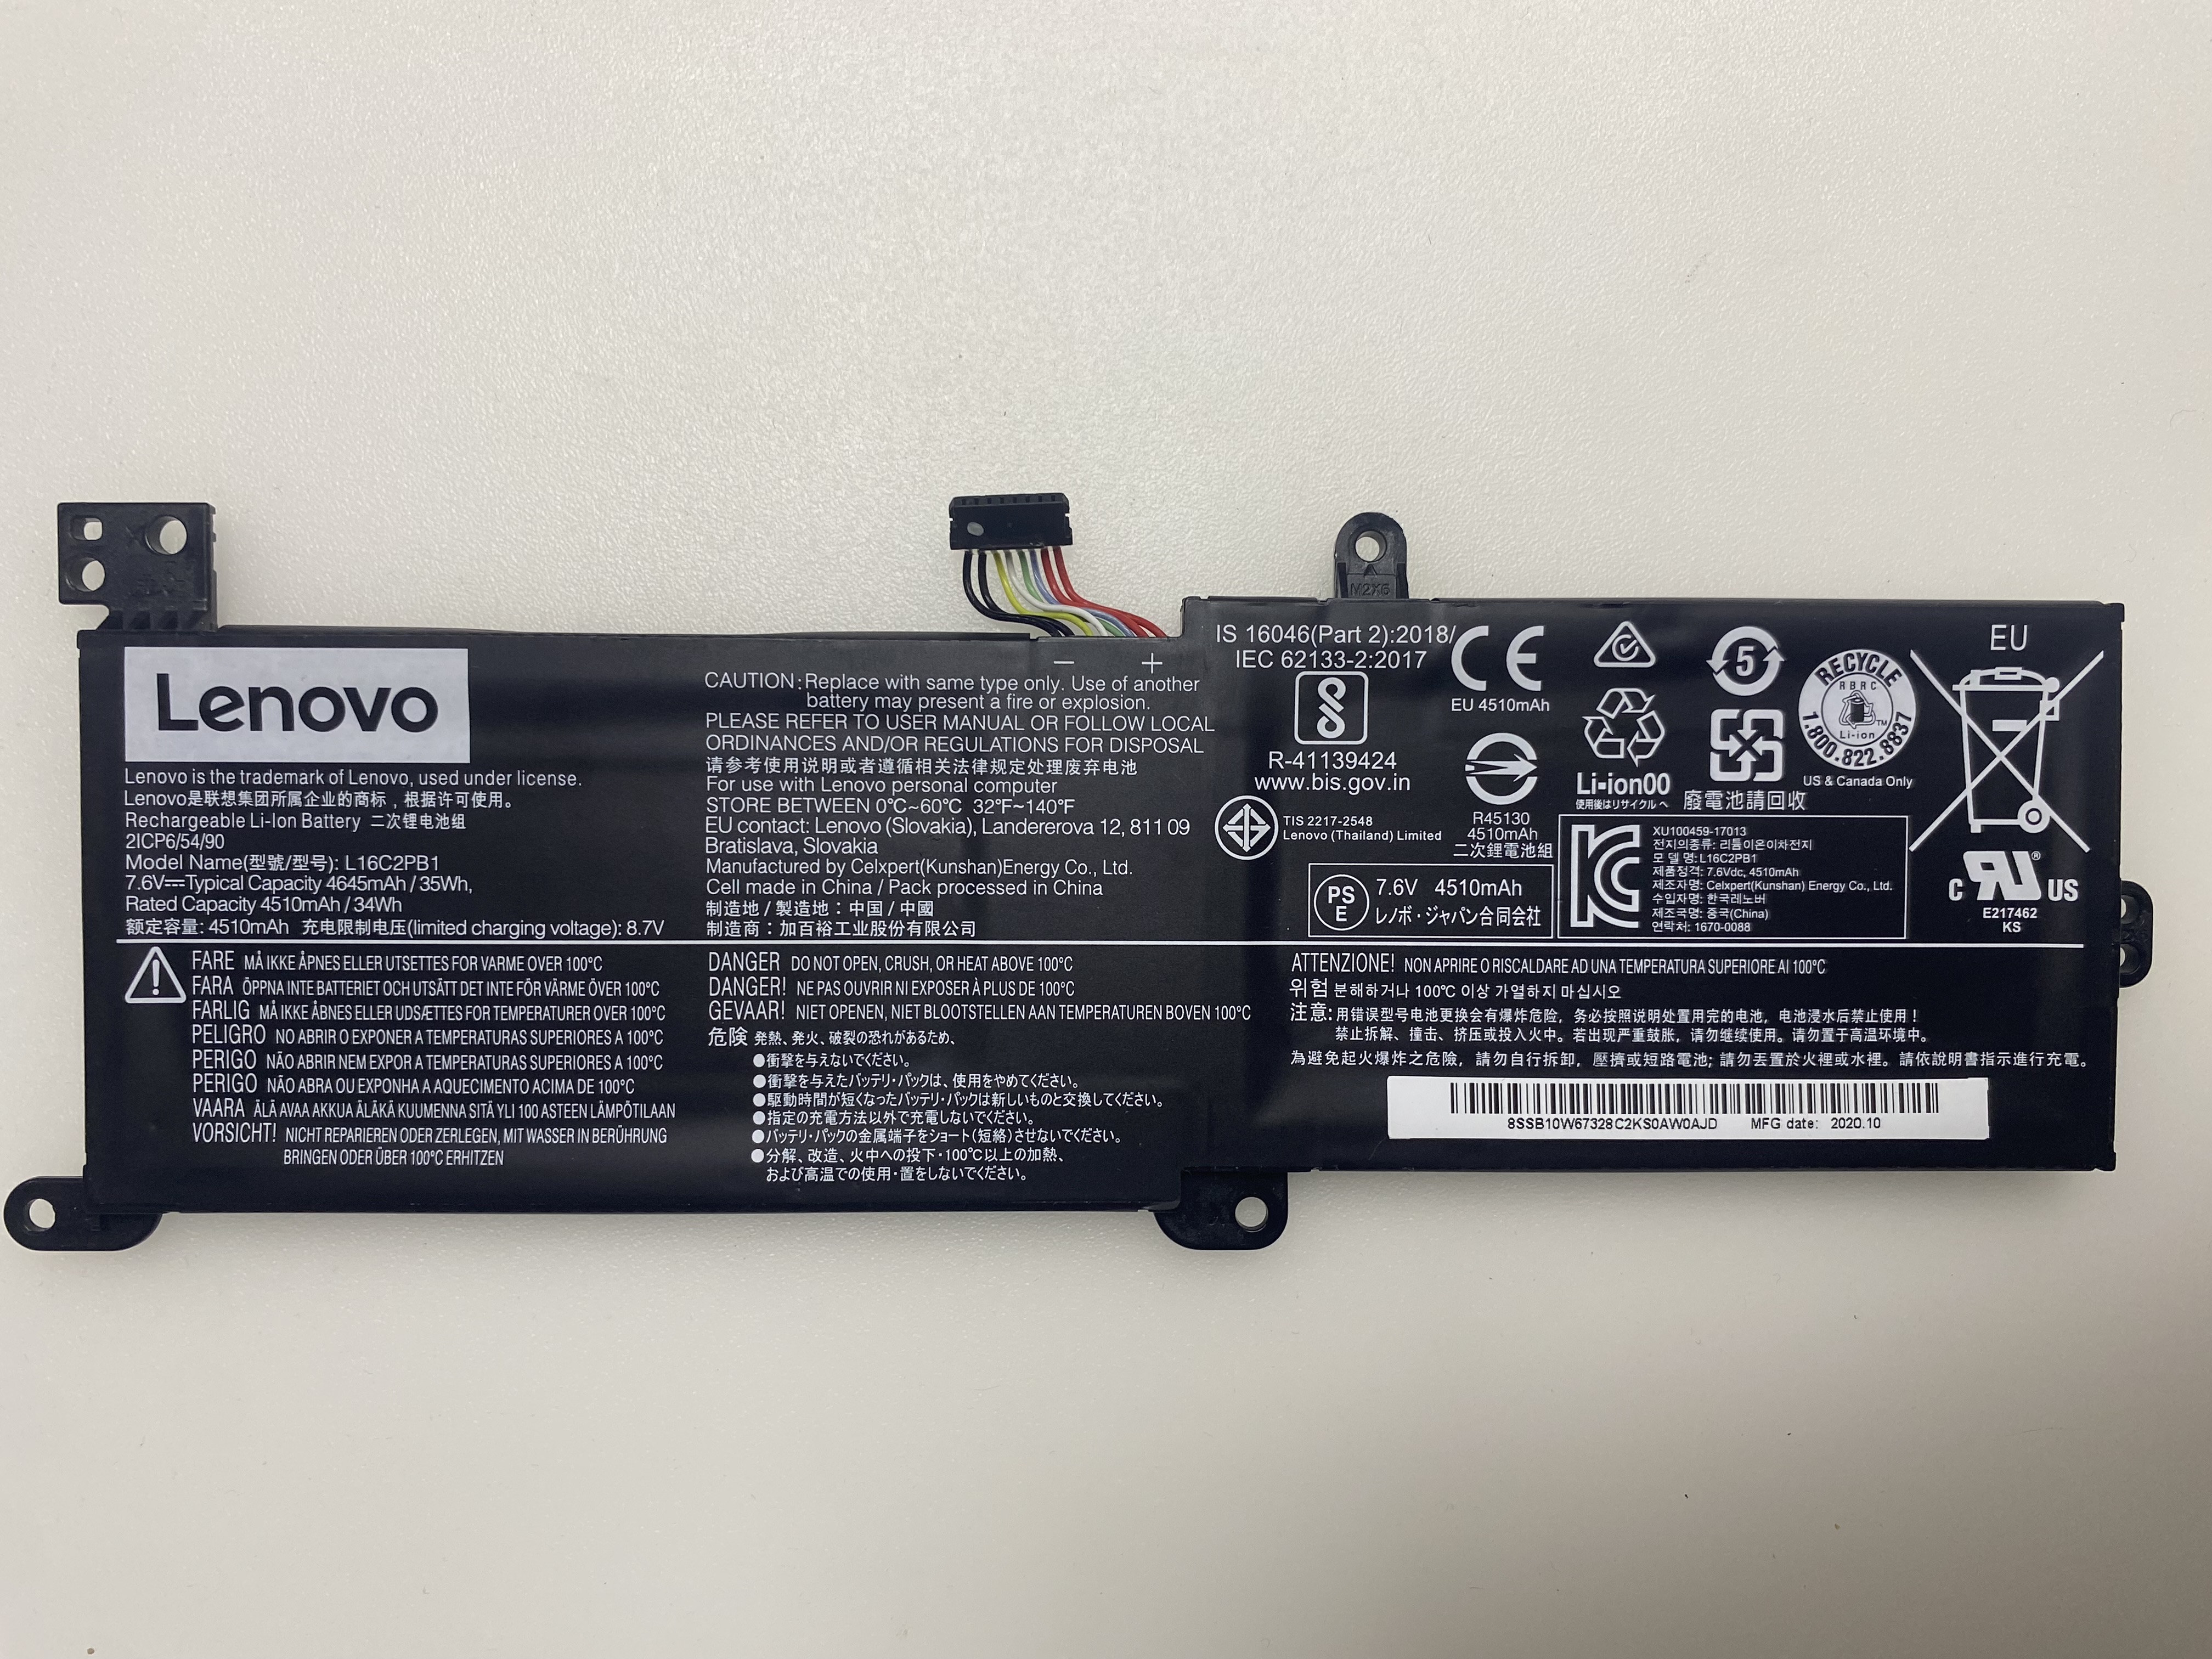 Lenovo
Lenovo is the trademark of Lenovo, used under license.
Lenovo是联想集团所属企业的商标，根据许可使用。
Rechargeable Li-Ion Battery 二次锂电池组
2ICP6/54/90
Model Name(型號/型号): L16C2PB1
7.6V⎓Typical Capacity 4645mAh / 35Wh,
Rated Capacity 4510mAh / 34Wh
额定容量: 4510mAh 充电限制电压(limited charging voltage): 8.7V
− +
CAUTION: Replace with same type only. Use of another
battery may present a fire or explosion.
PLEASE REFER TO USER MANUAL OR FOLLOW LOCAL
ORDINANCES AND/OR REGULATIONS FOR DISPOSAL
请参考使用说明或者遵循相关法律规定处理废弃电池
For use with Lenovo personal computer
STORE BETWEEN 0℃~60℃ 32℉~140℉
EU contact: Lenovo (Slovakia), Landererova 12, 811 09
Bratislava, Slovakia
Manufactured by Celxpert(Kunshan)Energy Co., Ltd.
Cell made in China / Pack processed in China
制造地 / 製造地：中国 / 中國
制造商：加百裕工业股份有限公司
M2X6
IS 16046(Part 2):2018/
IEC 62133-2:2017
R-41139424
www.bis.gov.in
TIS 2217-2548
Lenovo (Thailand) Limited
CE
EU 4510mAh
R45130
4510mAh
二次鋰電池組
PS
E
7.6V 4510mAh
レノボ・ジャパン合同会社
Li-ion00
使用後はリサイクルへ
5
廢電池請回收
RECYCLE
RBRC
TM
Li-ion
1.800.822.8837
US & Canada Only
EU
XU100459-17013
전지의종류: 리튬이온이차전지
모 델 명: L16C2PB1
제품정격: 7.6Vdc, 4510mAh
제조자명: Celxpert(Kunshan) Energy Co., Ltd.
수입자명: 한국레노버
제조국명: 중국(China)
연락처: 1670-0088
C RU® US
E217462
KS
FARE MÅ IKKE ÅPNES ELLER UTSETTES FOR VARME OVER 100°C
FARA ÖPPNA INTE BATTERIET OCH UTSÄTT DET INTE FÖR VÄRME ÖVER 100°C
FARLIG MÅ IKKE ÅBNES ELLER UDSÆTTES FOR TEMPERATURER OVER 100°C
PELIGRO NO ABRIR O EXPONER A TEMPERATURAS SUPERIORES A 100°C
PERIGO NÃO ABRIR NEM EXPOR A TEMPERATURAS SUPERIORES A 100°C
PERIGO NÃO ABRA OU EXPONHA A AQUECIMENTO ACIMA DE 100°C
VAARA ÄLÄ AVAA AKKUA ÄLÄKÄ KUUMENNA SITÄ YLI 100 ASTEEN LÄMPÖTILAAN
VORSICHT! NICHT REPARIEREN ODER ZERLEGEN, MIT WASSER IN BERÜHRUNG
BRINGEN ODER ÜBER 100°C ERHITZEN
DANGER DO NOT OPEN, CRUSH, OR HEAT ABOVE 100°C
DANGER! NE PAS OUVRIR NI EXPOSER À PLUS DE 100°C
GEVAAR! NIET OPENEN, NIET BLOOTSTELLEN AAN TEMPERATUREN BOVEN 100°C
危険 発熱、発火、破裂の恐れがあるため、
●衝撃を与えないでください。
●衝撃を与えたバッテリ・パックは、使用をやめてください。
●駆動時間が短くなったバッテリ・パックは新しいものと交換してください。
●指定の充電方法以外で充電しないでください。
●バッテリ・パックの金属端子をショート（短絡）させないでください。
●分解、改造、火中への投下・100℃以上の加熱、
および高温での使用・放置をしないでください。
ATTENZIONE! NON APRIRE O RISCALDARE AD UNA TEMPERATURA SUPERIORE AI 100°C
위험 분해하거나 100℃ 이상 가열하지 마십시오
注意: 用错误型号电池更换会有爆炸危险，务必按照说明处置用完的电池，电池浸水后禁止使用！
禁止拆解、撞击、挤压或投入火中。若出现严重鼓胀，请勿继续使用。请勿置于高温环境中。
為避免起火爆炸之危險，請勿自行拆卸，壓擠或短路電池；請勿丟置於火裡或水裡。請依說明書指示進行充電。
8SSB10W67328C2KS0AW0AJD MFG date: 2020.10